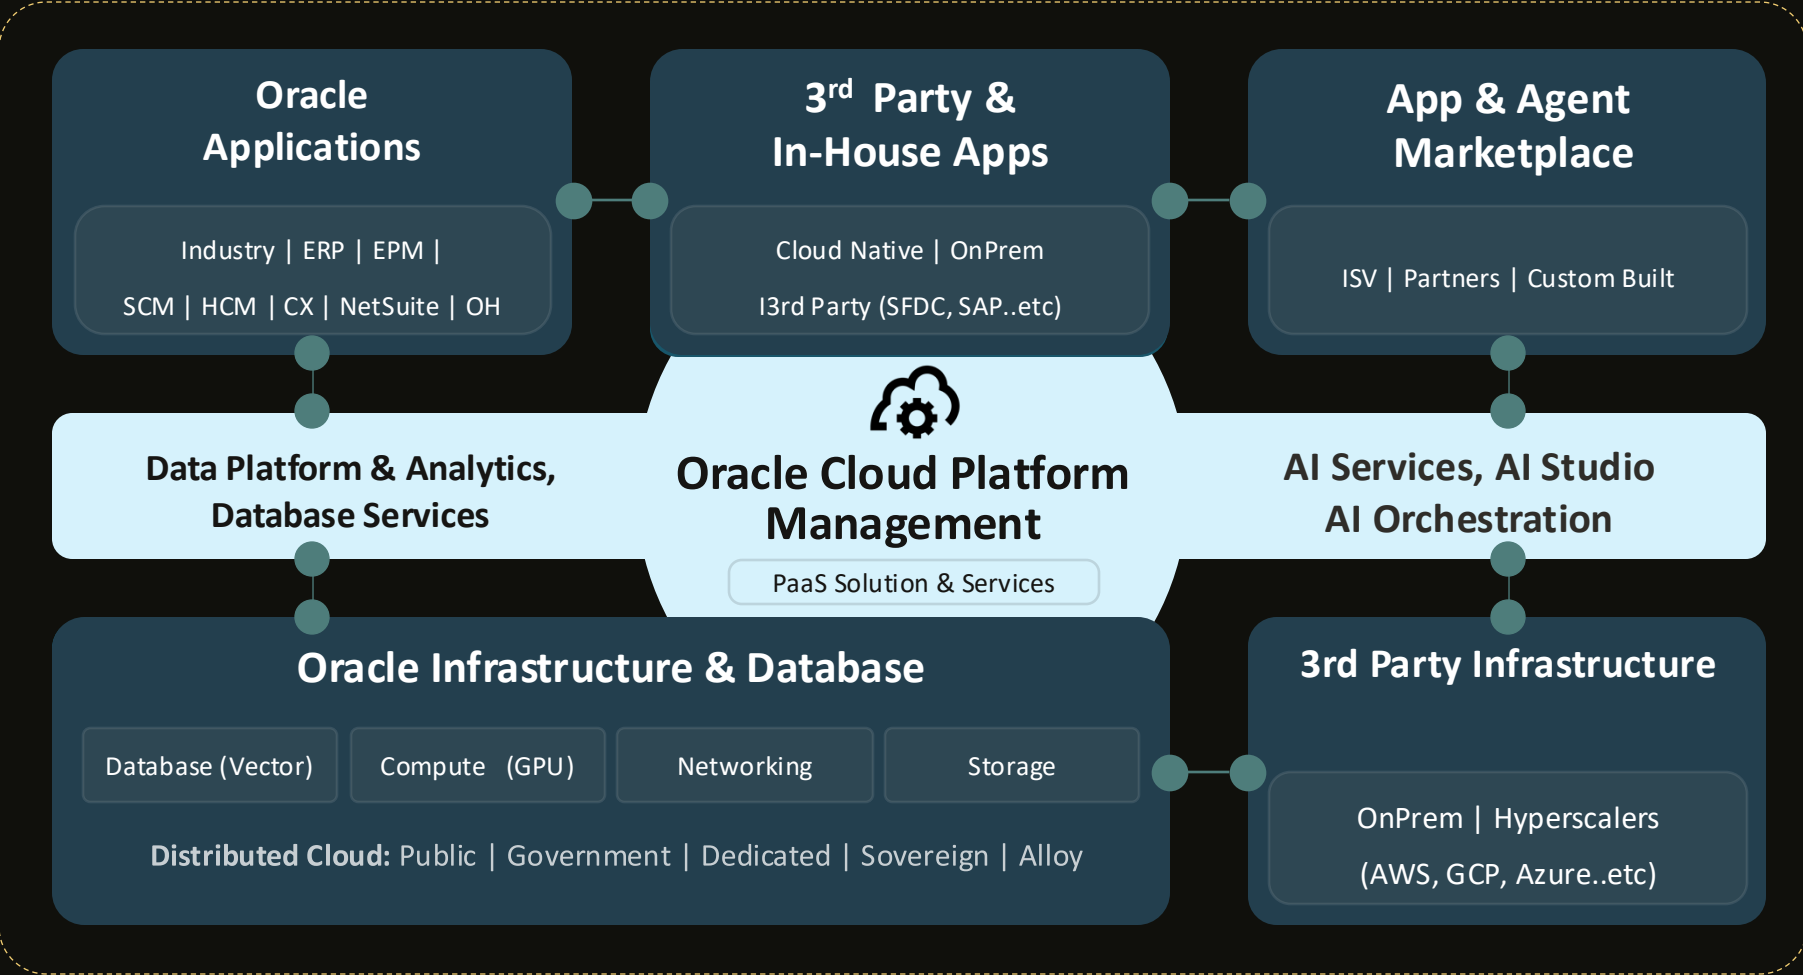 Oracle
Applications
Industry | ERP | EPM |
SCM | HCM | CX | NetSuite | OH
3rd Party &
In-House Apps
Cloud Native | OnPrem
I3rd Party (SFDC, SAP..etc)
App & Agent
Marketplace
ISV | Partners | Custom Built
Data Platform & Analytics,
Database Services
Oracle Cloud Platform
Management
PaaS Solution & Services
AI Services, AI Studio
AI Orchestration
Oracle Infrastructure & Database
Database (Vector)
Compute (GPU)
Networking
Storage
Distributed Cloud: Public | Government | Dedicated | Sovereign | Alloy
3rd Party Infrastructure
OnPrem | Hyperscalers
(AWS, GCP, Azure..etc)